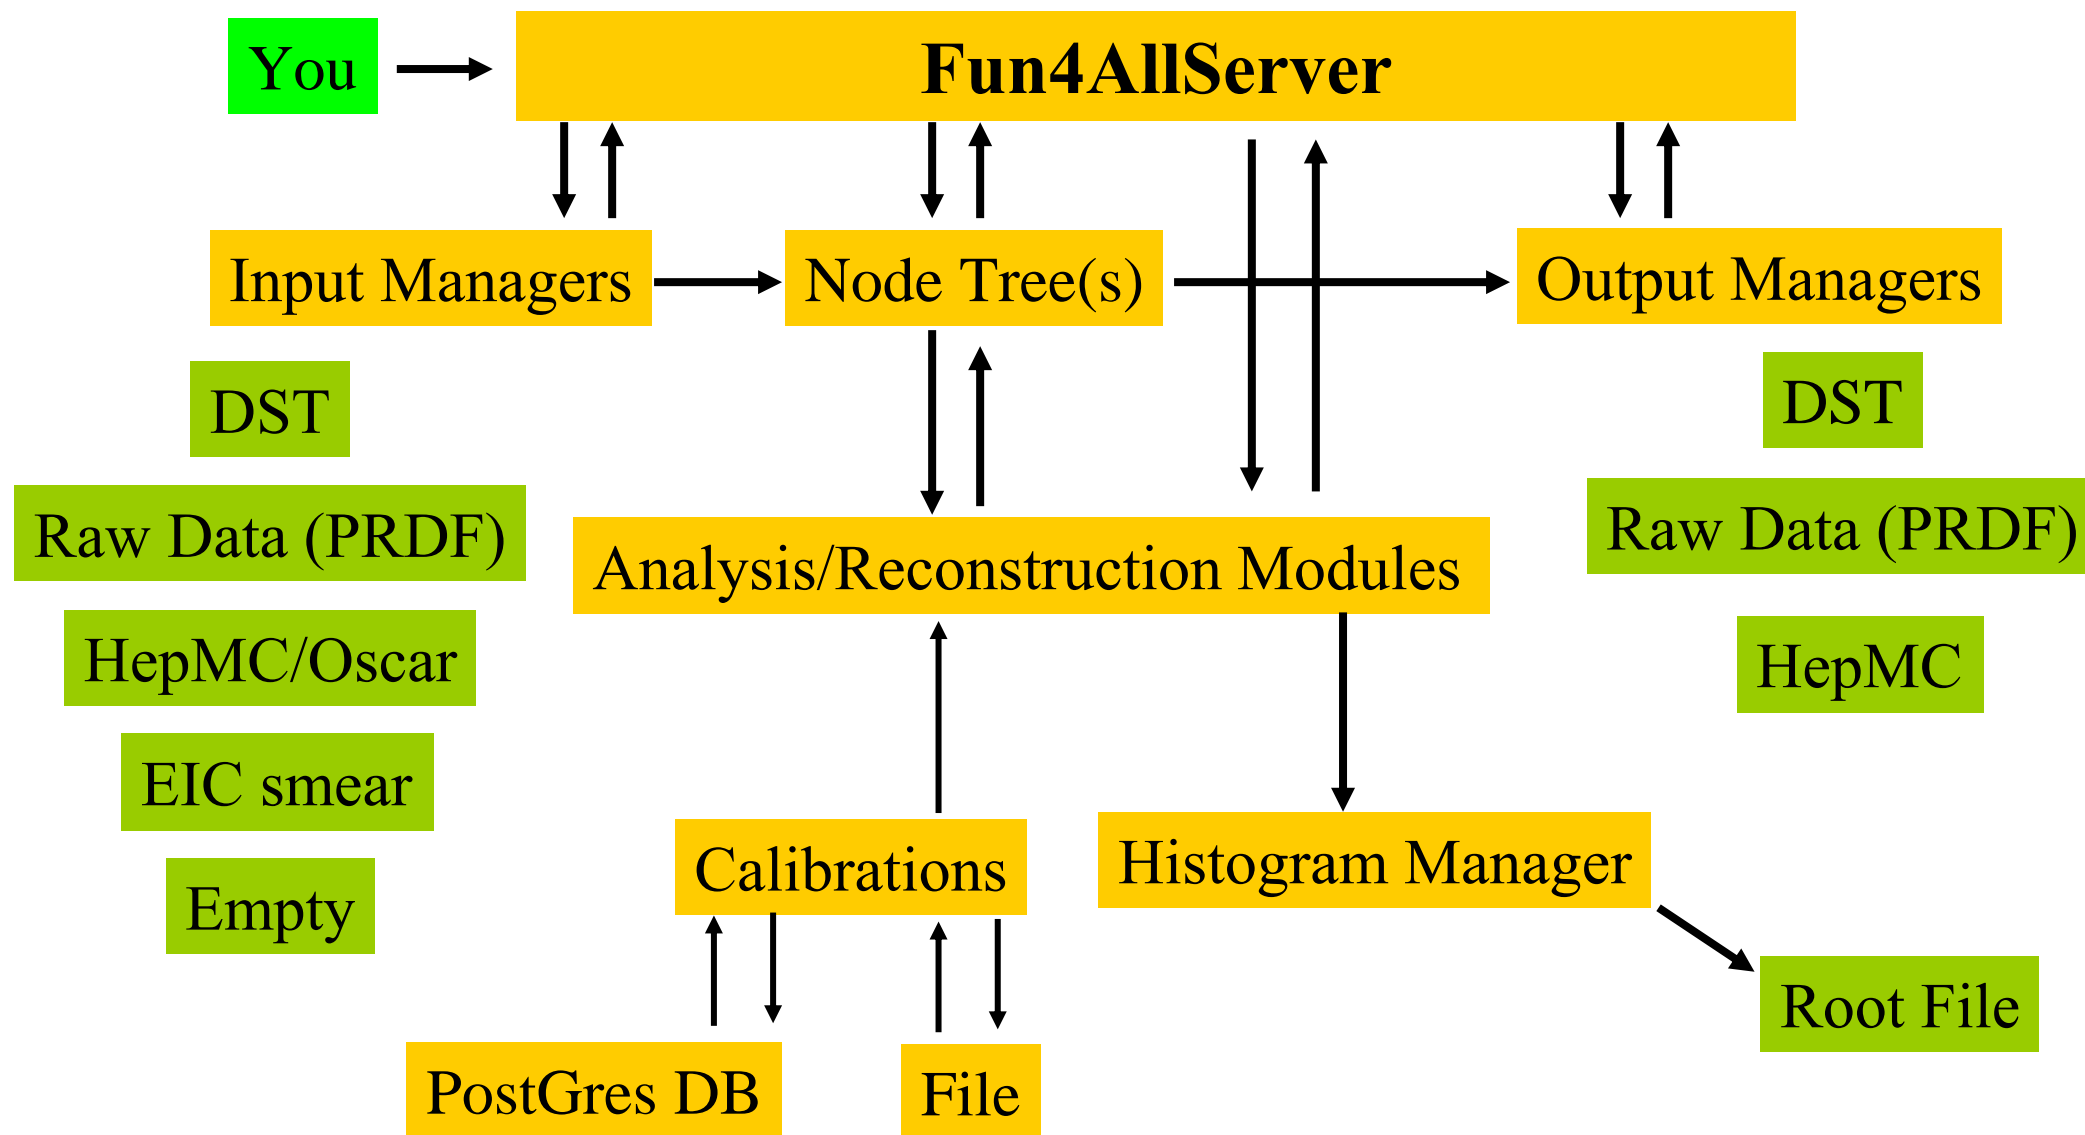 You
Fun4AllServer
Input Managers
Node Tree(s)
Output Managers
DST
Raw Data (PRDF)
HepMC/Oscar
EIC smear
Empty
DST
Raw Data (PRDF)
HepMC
Analysis/Reconstruction Modules
Calibrations
Histogram Manager
PostGres DB
File
Root File